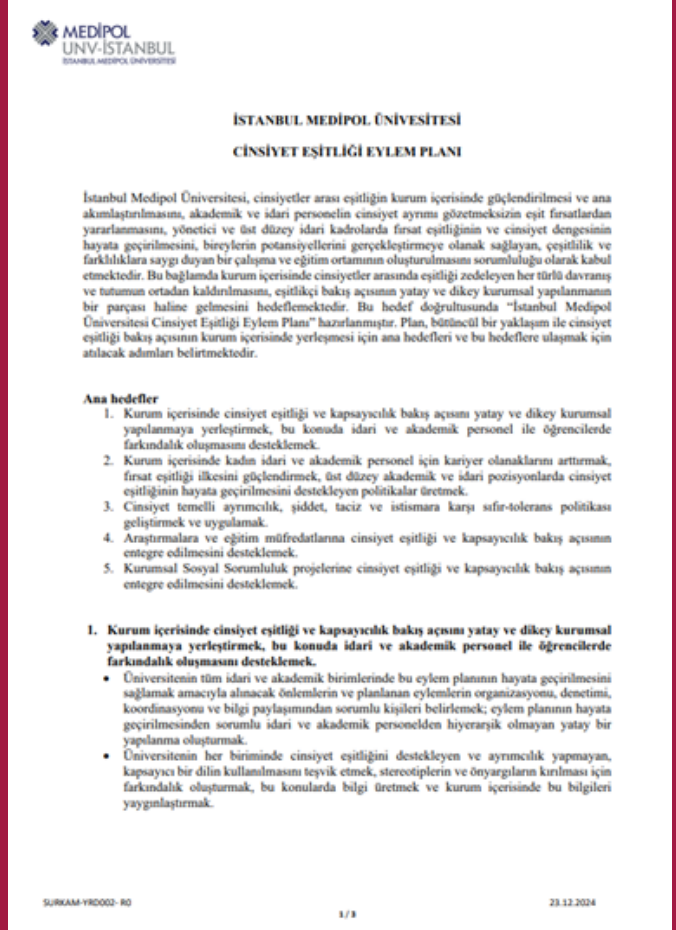 MEDİPOL
UNV-İSTANBUL
İSTANBUL MEDİPOL ÜNİVERSİTESİ
İSTANBUL MEDİPOL ÜNİVESİTESİ
CİNSİYET EŞİTLİĞİ EYLEM PLANI
İstanbul Medipol Üniversitesi, cinsiyetler arası eşitliğin kurum içerisinde güçlendirilmesi ve ana
akımlaştırılmasını, akademik ve idari personelin cinsiyet ayrımı gözetmeksizin eşit fırsatlardan
yararlanmasını, yönetici ve üst düzey idari kadrolarda fırsat eşitliğinin ve cinsiyet dengesinin
hayata geçirilmesini, bireylerin potansiyellerini gerçekleştirmeye olanak sağlayan, çeşitlilik ve
farklılıklara saygı duyan bir çalışma ve eğitim ortamının oluşturulmasını sorumluluğu olarak kabul
etmektedir. Bu bağlamda kurum içerisinde cinsiyetler arasında eşitliği zedeleyen her türlü davranış
ve tutumun ortadan kaldırılmasını, eşitlikçi bakış açısının yatay ve dikey kurumsal yapılanmanın
bir parçası haline gelmesini hedeflemektedir. Bu hedef doğrultusunda “İstanbul Medipol
Üniversitesi Cinsiyet Eşitliği Eylem Planı” hazırlanmıştır. Plan, bütüncül bir yaklaşım ile cinsiyet
eşitliği bakış açısının kurum içerisinde yerleşmesi için ana hedefleri ve bu hedeflere ulaşmak için
atılacak adımları belirtmektedir.
Ana hedefler
1. Kurum içerisinde cinsiyet eşitliği ve kapsayıcılık bakış açısını yatay ve dikey kurumsal
yapılanmaya yerleştirmek, bu konuda idari ve akademik personel ile öğrencilerde
farkındalık oluşmasını desteklemek.
2. Kurum içerisinde kadın idari ve akademik personel için kariyer olanaklarını arttırmak,
fırsat eşitliği ilkesini güçlendirmek, üst düzey akademik ve idari pozisyonlarda cinsiyet
eşitliğinin hayata geçirilmesini destekleyen politikalar üretmek.
3. Cinsiyet temelli ayrımcılık, şiddet, taciz ve istismara karşı sıfır-tolerans politikası
geliştirmek ve uygulamak.
4. Araştırmalara ve eğitim müfredatlarına cinsiyet eşitliği ve kapsayıcılık bakış açısının
entegre edilmesini desteklemek.
5. Kurumsal Sosyal Sorumluluk projelerine cinsiyet eşitliği ve kapsayıcılık bakış açısının
entegre edilmesini desteklemek.
1. Kurum içerisinde cinsiyet eşitliği ve kapsayıcılık bakış açısını yatay ve dikey kurumsal
yapılanmaya yerleştirmek, bu konuda idari ve akademik personel ile öğrencilerde
farkındalık oluşmasını desteklemek.
• Üniversitenin tüm idari ve akademik birimlerinde bu eylem planının hayata geçirilmesini
sağlamak amacıyla alınacak önlemlerin ve planlanan eylemlerin organizasyonu, denetimi,
koordinasyonu ve bilgi paylaşımından sorumlu kişileri belirlemek; eylem planının hayata
geçirilmesinden sorumlu idari ve akademik personelden hiyerarşik olmayan yatay bir
yapılanma oluşturmak.
• Üniversitenin her biriminde cinsiyet eşitliğini destekleyen ve ayrımcılık yapmayan,
kapsayıcı bir dilin kullanılmasını teşvik etmek, stereotiplerin ve önyargıların kırılması için
farkındalık oluşturmak, bu konularda bilgi üretmek ve kurum içerisinde bu bilgileri
yaygınlaştırmak.
SURKAM-YRD002- R0
23.12.2024
1 / 3